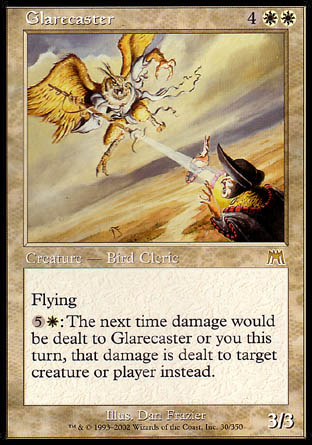 Glarecaster 4
Creature — Bird Cleric
Flying
5 : The next time damage would
be dealt to Glarecaster or you this
turn, that damage is dealt to target
creature or player instead.
Illus. Dan Frazier
3/3
™ & © 1993-2002 Wizards of the Coast, Inc. 30/350